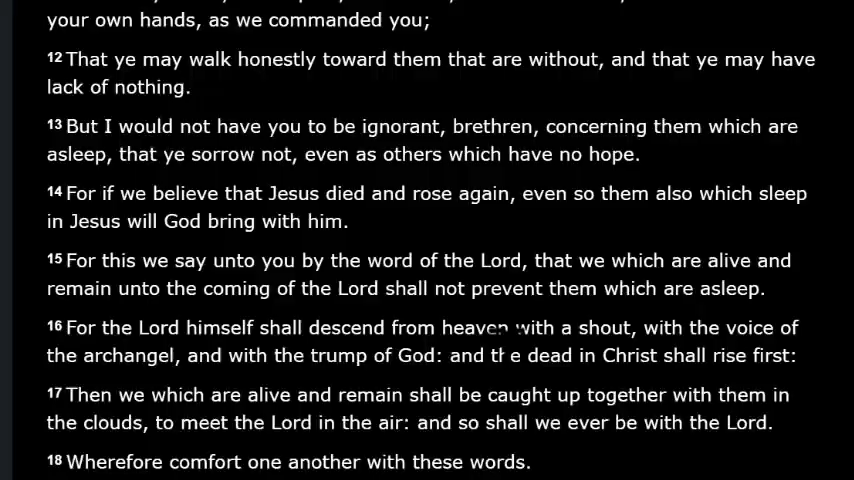 your own hands, as we commanded you;
12 That ye may walk honestly toward them that are without, and that ye may have
lack of nothing.
13 But I would not have you to be ignorant, brethren, concerning them which are
asleep, that ye sorrow not, even as others which have no hope.
14 For if we believe that Jesus died and rose again, even so them also which sleep
in Jesus will God bring with him.
15 For this we say unto you by the word of the Lord, that we which are alive and
remain unto the coming of the Lord shall not prevent them which are asleep.
16 For the Lord himself shall descend from heaven with a shout, with the voice of
the archangel, and with the trump of God: and the dead in Christ shall rise first:
17 Then we which are alive and remain shall be caught up together with them in
the clouds, to meet the Lord in the air: and so shall we ever be with the Lord.
18 Wherefore comfort one another with these words.